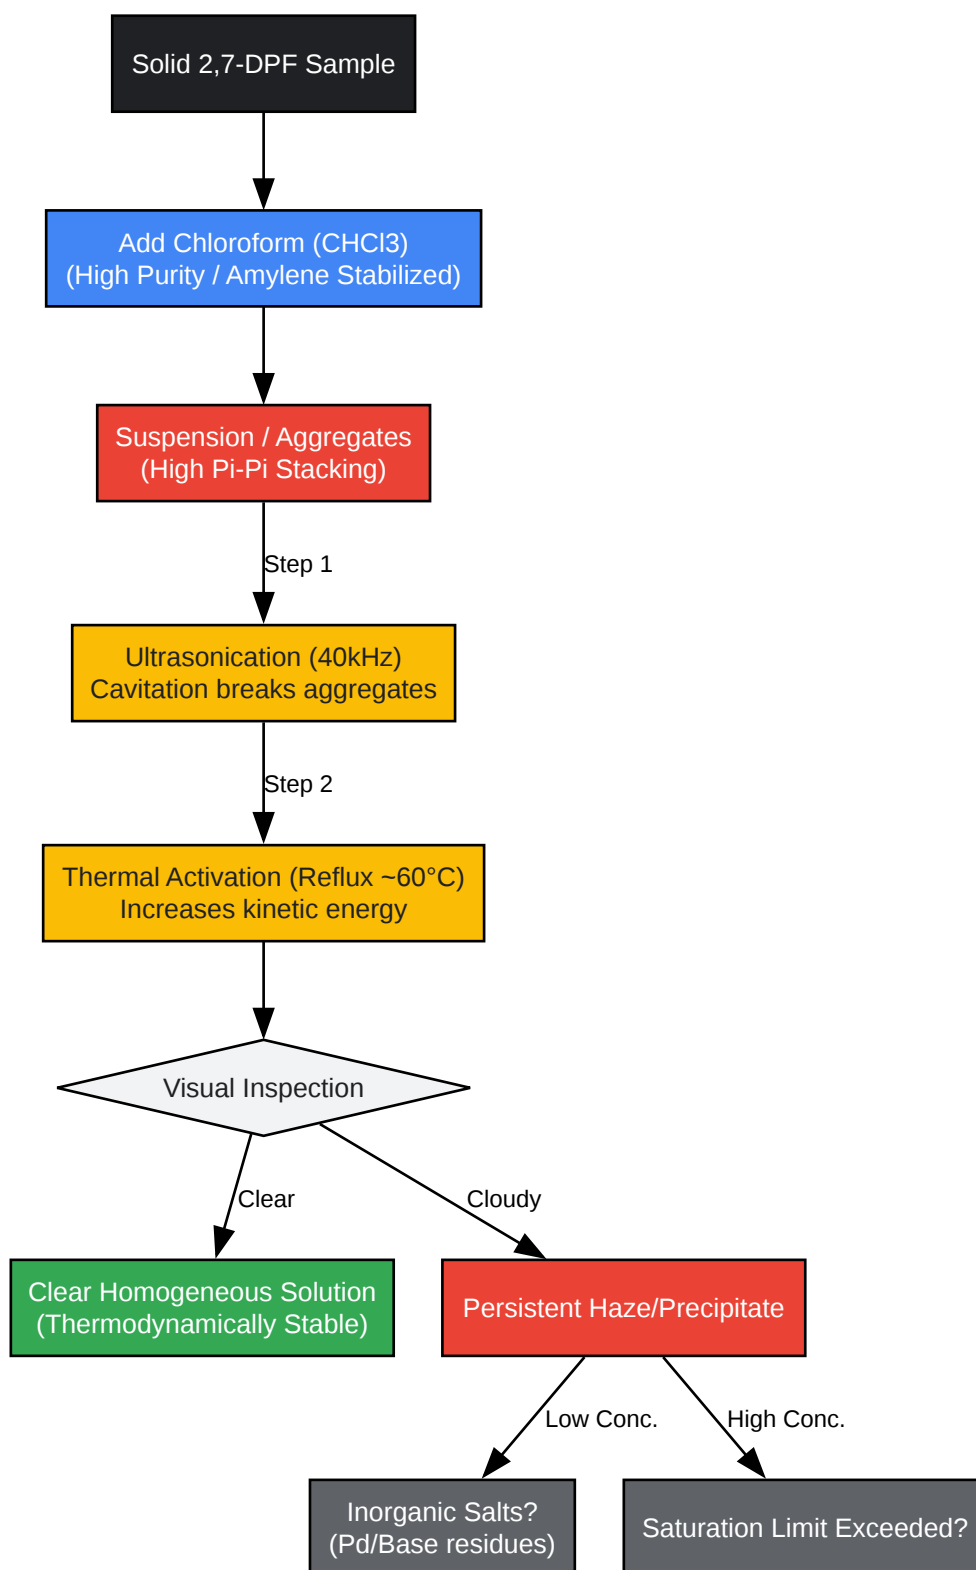 Solid 2,7-DPF Sample
Add Chloroform (CHCl3)
(High Purity / Amylene Stabilized)
Suspension / Aggregates
(High Pi-Pi Stacking)
Step 1
Ultrasonication (40kHz)
Cavitation breaks aggregates
Step 2
Thermal Activation (Reflux ~60°C)
Increases kinetic energy
Visual Inspection
Clear
Cloudy
Clear Homogeneous Solution
(Thermodynamically Stable)
Persistent Haze/Precipitate
Low Conc.
High Conc.
Inorganic Salts?
(Pd/Base residues)
Saturation Limit Exceeded?